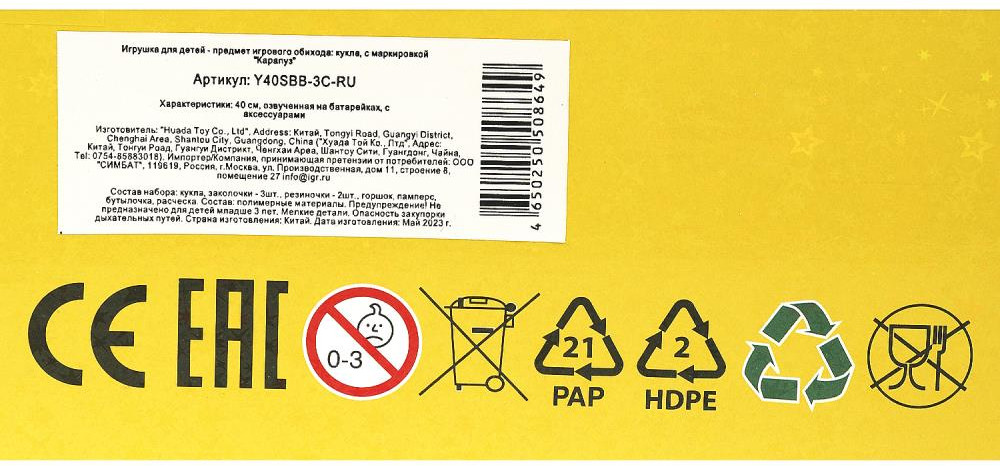 Игрушка для детей - предмет игрового обихода: кукла, с маркировкой
"Карапуз"
Артикул: Y40SBB-3C-RU
Характеристики: 40 см, озвученная на батарейках, с
аксессуарами
Изготовитель: "Huada Toy Co., Ltd", Address: Китай, Tongyi Road, Guangyi District,
Chenghai Area, Shantou City, Guangdong, China ("Хуада Той Ко., Лтд", Адрес:
Китай, Тонгуи Роад, Гуангуи Дистрикт, Ченгхаи Ареа, Шантоу Сити, Гуангдонг, Чайна,
Tel: 0754-85883018). Импортер/Компания, принимающая претензии от потребителей: ООО
"СИМБАТ", 119619, Россия, г.Москва, ул. Производственная, дом 11, строение 8,
помещение 27 info@igr.ru
Состав набора: кукла, заколочки - 3шт., резиночки - 2шт., горшок, памперс,
бутылочка, расческа. Состав: полимерные материалы. Предупреждение! Не
предназначено для детей младше 3 лет. Мелкие детали. Опасность закупорки
дыхательных путей. Страна изготовления: Китай. Дата изготовления: Май 2023 г.
4 650250 508649
CE EAC
0-3
21
PAP
2
HDPE